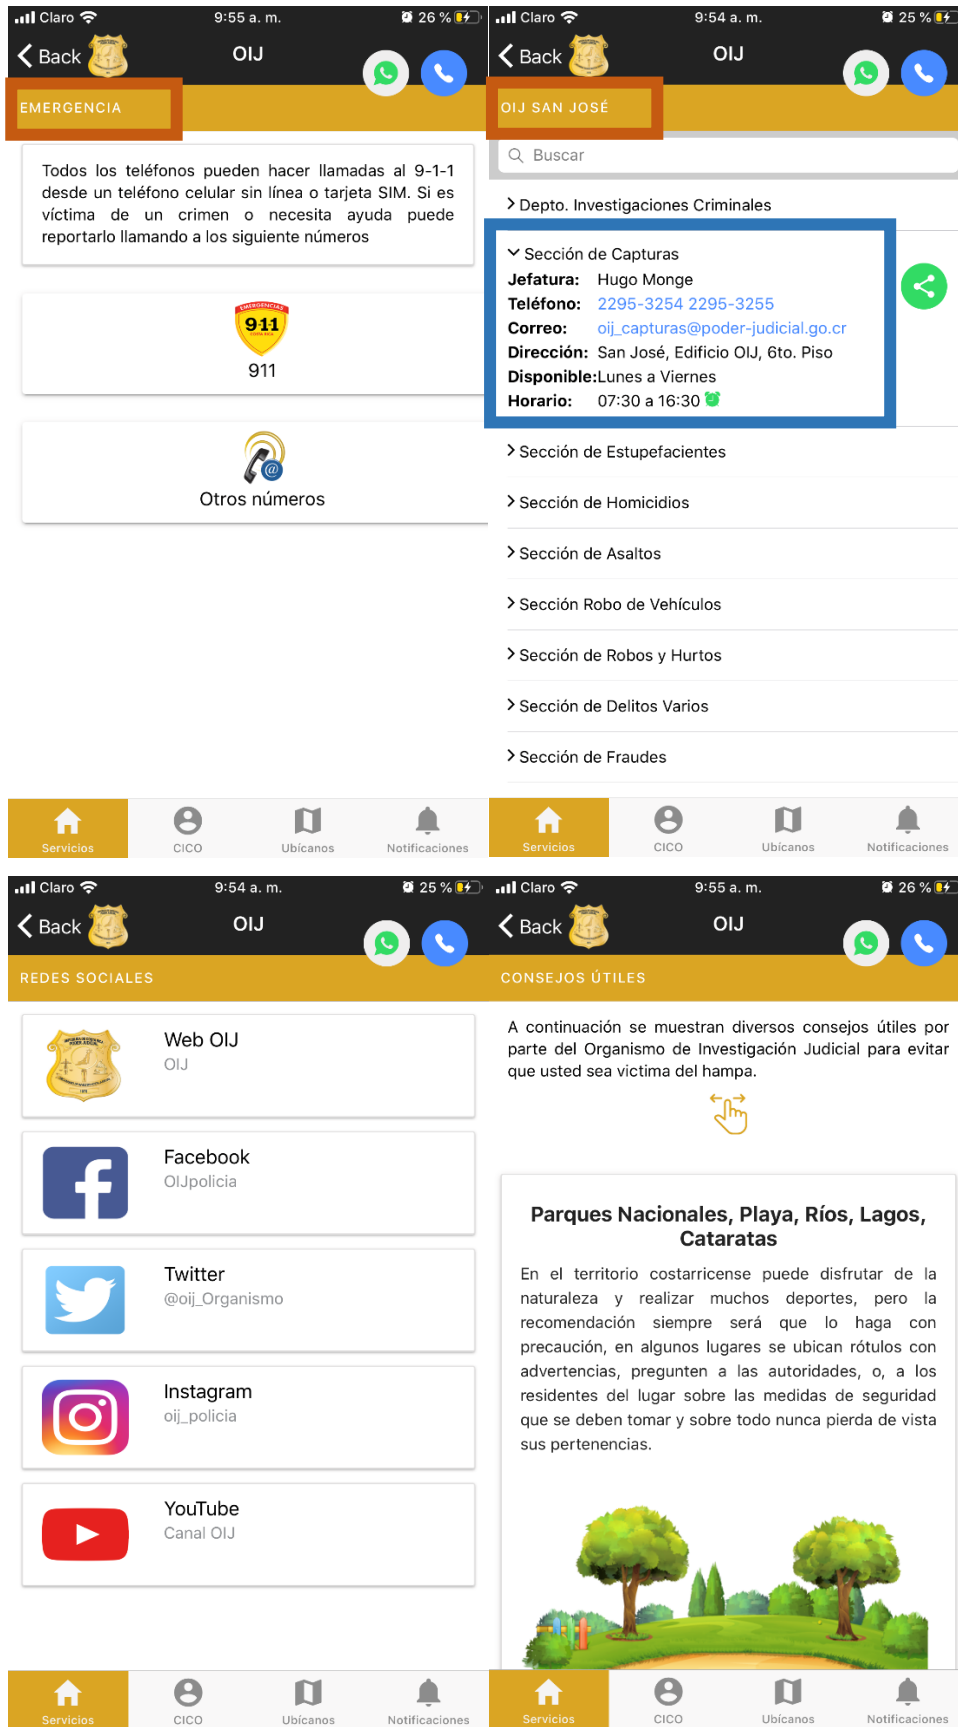 Claro 9:55 a. m. 26 %
Back OIJ
EMERGENCIA
Todos los teléfonos pueden hacer llamadas al 9-1-1
desde un teléfono celular sin línea o tarjeta SIM. Si es
víctima de un crimen o necesita ayuda puede
reportarlo llamando a los siguiente números
EMERGENCIAS
9·1·1
COSTA RICA
911
@
Otros números
Servicios CICO Ubícanos Notificaciones
Claro 9:54 a. m. 25 %
Back OIJ
OIJ SAN JOSÉ
Buscar
Depto. Investigaciones Criminales
Sección de Capturas
Jefatura: Hugo Monge
Teléfono: 2295-3254 2295-3255
Correo: oij_capturas@poder-judicial.go.cr
Dirección: San José, Edificio OIJ, 6to. Piso
Disponible:Lunes a Viernes
Horario: 07:30 a 16:30
Sección de Estupefacientes
Sección de Homicidios
Sección de Asaltos
Sección Robo de Vehículos
Sección de Robos y Hurtos
Sección de Delitos Varios
Sección de Fraudes
Servicios CICO Ubícanos Notificaciones
Claro 9:54 a. m. 25 %
Back OIJ
REDES SOCIALES
Web OIJ
OIJ
Facebook
OIJpolicia
Twitter
@oij_Organismo
Instagram
oij_policia
YouTube
Canal OIJ
Servicios CICO Ubícanos Notificaciones
Claro 9:55 a. m. 26 %
Back OIJ
CONSEJOS ÚTILES
A continuación se muestran diversos consejos útiles por
parte del Organismo de Investigación Judicial para evitar
que usted sea victima del hampa.
Parques Nacionales, Playa, Ríos, Lagos,
Cataratas
En el territorio costarricense puede disfrutar de la
naturaleza y realizar muchos deportes, pero la
recomendación siempre será que lo haga con
precaución, en algunos lugares se ubican rótulos con
advertencias, pregunten a las autoridades, o, a los
residentes del lugar sobre las medidas de seguridad
que se deben tomar y sobre todo nunca pierda de vista
sus pertenencias.
Servicios CICO Ubícanos Notificaciones